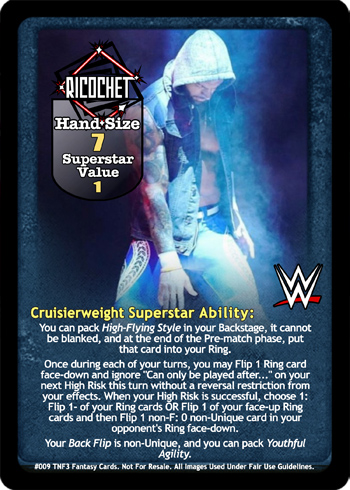 RICOCHET
Hand Size
7
Superstar
Value
1
W
Cruisierweight Superstar Ability:
You can pack High-Flying Style in your Backstage, it cannot
be blanked, and at the end of the Pre-match phase, put
that card into your Ring.
Once during each of your turns, you may Flip 1 Ring card
face-down and ignore "Can only be played after..." on your
next High Risk this turn without a reversal restriction from
your effects. When your High Risk is successful, choose 1:
Flip 1- of your Ring cards OR Flip 1 of your face-up Ring
cards and then Flip 1 non-F: 0 non-Unique card in your
opponent's Ring face-down.
Your Back Flip is non-Unique, and you can pack Youthful
Agility.
#009 TNF3 Fantasy Cards. Not For Resale. All Images Used Under Fair Use Guidelines.